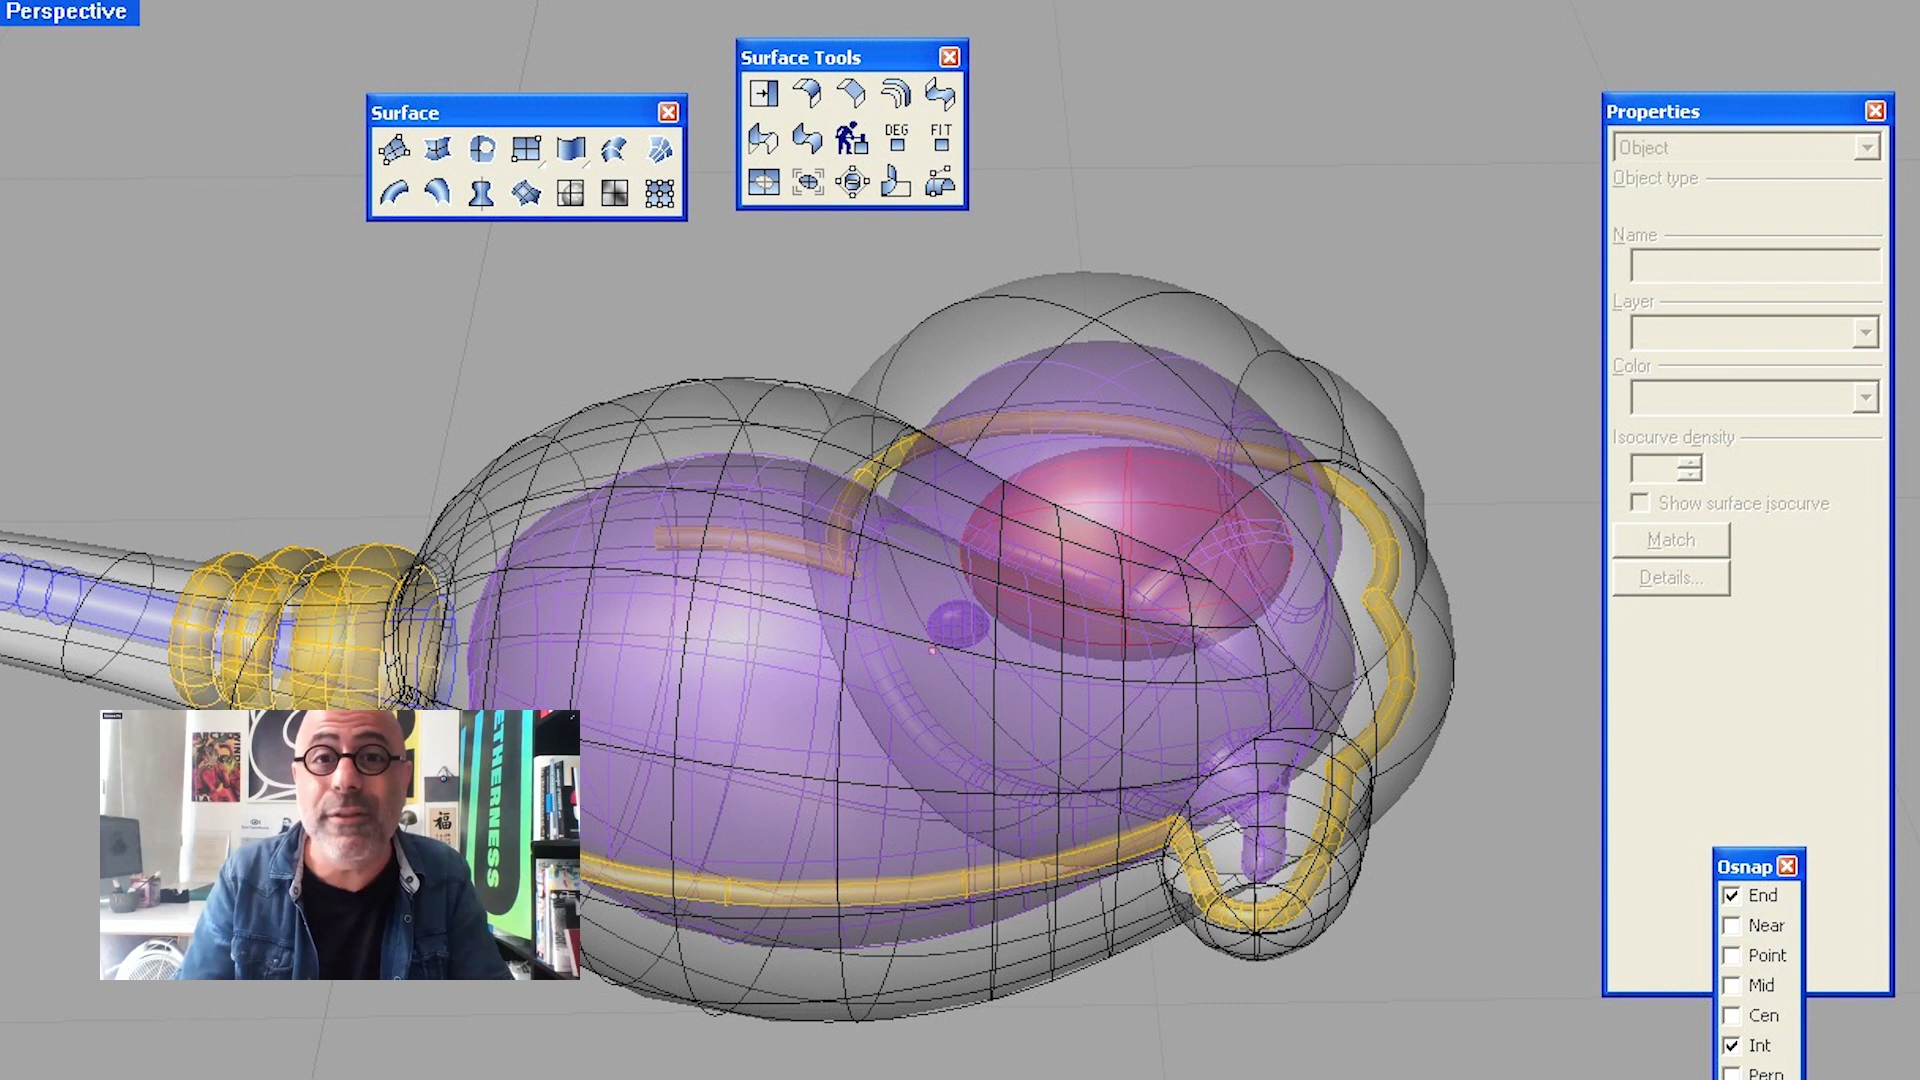 Perspective
Surface
Surface Tools
DEG
FIT
Properties
Object
Object type
Name
Layer
Color
Isocurve density
Show surface isocurve
Match
Details...
Osnap
End
Near
Point
Mid
Cen
Int
Perp
ETHERNESS
福